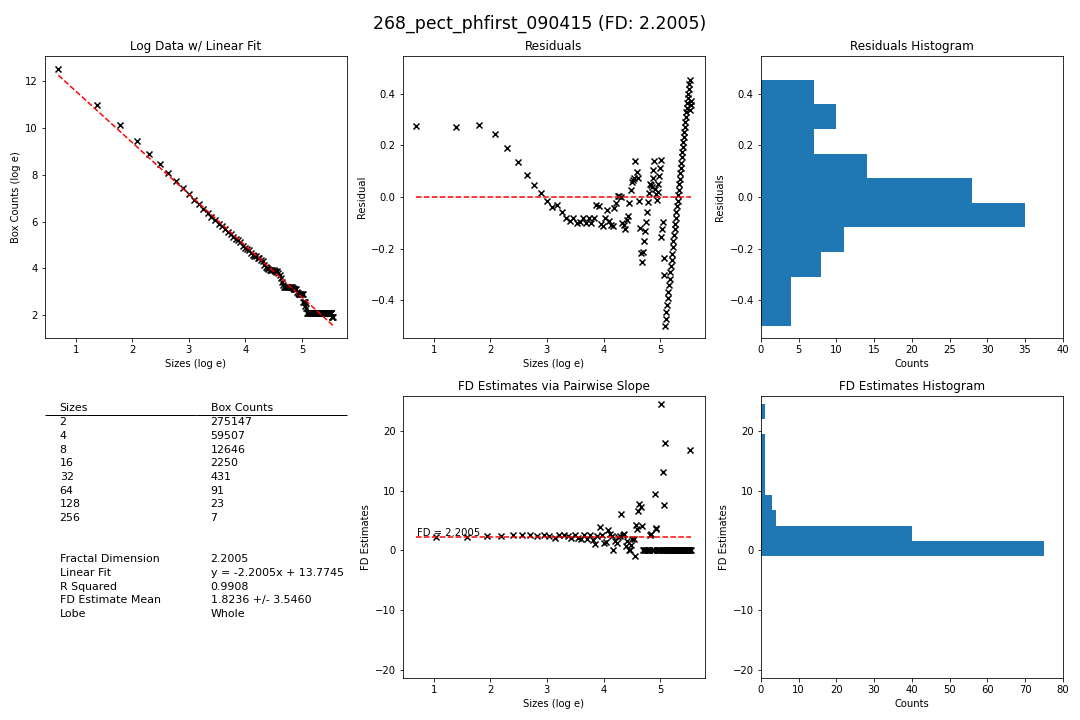 268_pect_phfirst_090415 (FD: 2.2005)
Log Data w/ Linear Fit
Box Counts (log e)
12
10
8
6
4
2
1 2 3 4 5
Sizes (log e)
Residuals
Residual
0.4
0.2
0.0
−0.2
−0.4
1 2 3 4 5
Sizes (log e)
Residuals Histogram
Residuals
0.4
0.2
0.0
−0.2
−0.4
0 5 10 15 20 25 30 35 40
Counts
Sizes Box Counts
2 275147
4 59507
8 12646
16 2250
32 431
64 91
128 23
256 7
Fractal Dimension 2.2005
Linear Fit y = -2.2005x + 13.7745
R Squared 0.9908
FD Estimate Mean 1.8236 +/- 3.5460
Lobe Whole
FD Estimates via Pairwise Slope
FD Estimates
20
10
0
−10
−20
FD = 2.2005
1 2 3 4 5
Sizes (log e)
FD Estimates Histogram
FD Estimates
20
10
0
−10
−20
0 10 20 30 40 50 60 70 80
Counts